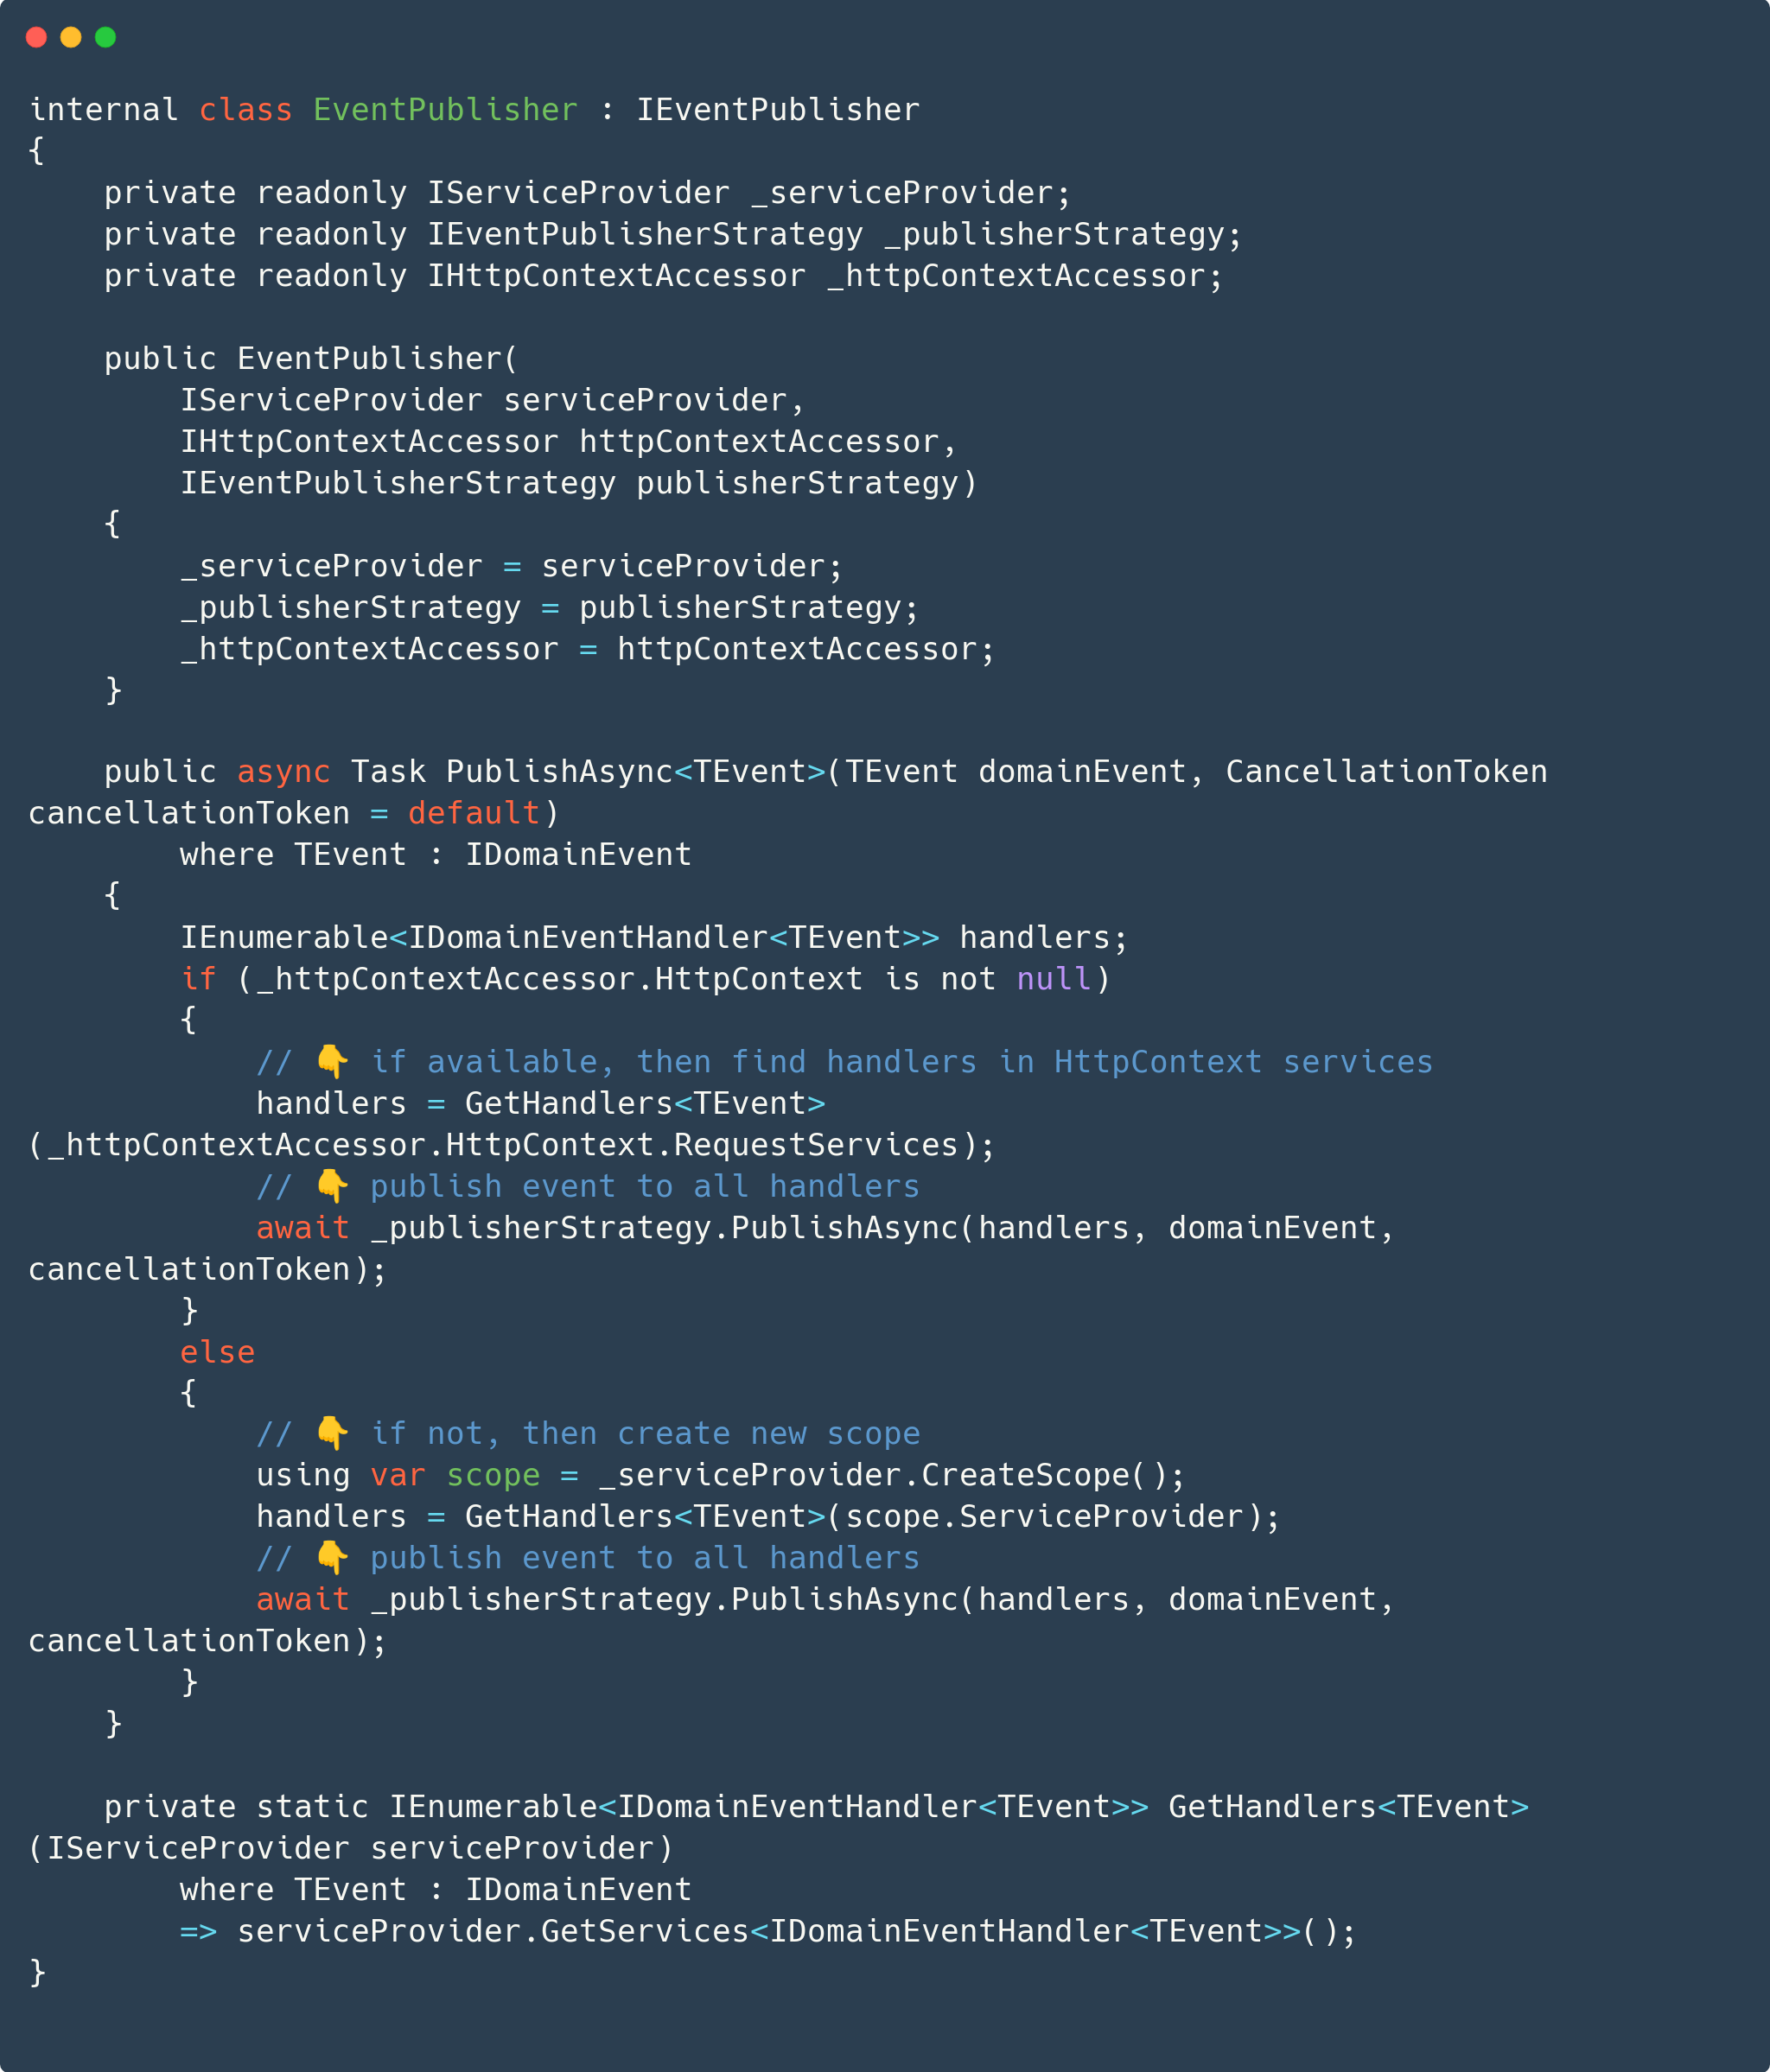 internal class EventPublisher : IEventPublisher
{
    private readonly IServiceProvider _serviceProvider;
    private readonly IEventPublisherStrategy _publisherStrategy;
    private readonly IHttpContextAccessor _httpContextAccessor;

    public EventPublisher(
        IServiceProvider serviceProvider,
        IHttpContextAccessor httpContextAccessor,
        IEventPublisherStrategy publisherStrategy)
    {
        _serviceProvider = serviceProvider;
        _publisherStrategy = publisherStrategy;
        _httpContextAccessor = httpContextAccessor;
    }

    public async Task PublishAsync<TEvent>(TEvent domainEvent, CancellationToken
cancellationToken = default)
        where TEvent : IDomainEvent
    {
        IEnumerable<IDomainEventHandler<TEvent>> handlers;
        if (_httpContextAccessor.HttpContext is not null)
        {
            // 👇 if available, then find handlers in HttpContext services
            handlers = GetHandlers<TEvent>
(_httpContextAccessor.HttpContext.RequestServices);
            // 👇 publish event to all handlers
            await _publisherStrategy.PublishAsync(handlers, domainEvent,
cancellationToken);
        }
        else
        {
            // 👇 if not, then create new scope
            using var scope = _serviceProvider.CreateScope();
            handlers = GetHandlers<TEvent>(scope.ServiceProvider);
            // 👇 publish event to all handlers
            await _publisherStrategy.PublishAsync(handlers, domainEvent,
cancellationToken);
        }
    }

    private static IEnumerable<IDomainEventHandler<TEvent>> GetHandlers<TEvent>
(IServiceProvider serviceProvider)
        where TEvent : IDomainEvent
        => serviceProvider.GetServices<IDomainEventHandler<TEvent>>();
}